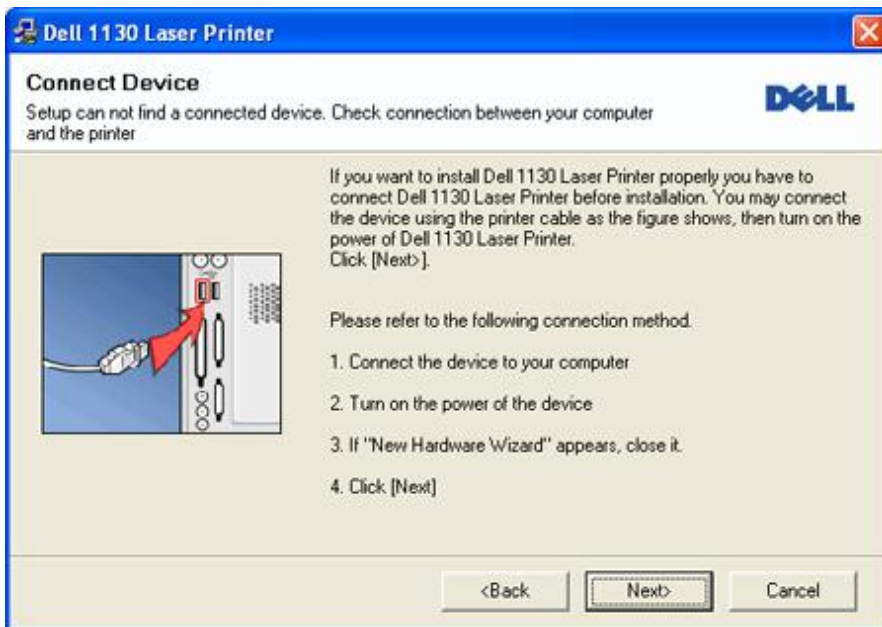 Dell 1130 Laser Printer
Connect Device
Setup can not find a connected device. Check connection between your computer
and the printer
DELL
If you want to install Dell 1130 Laser Printer properly you have to
connect Dell 1130 Laser Printer before installation. You may connect
the device using the printer cable as the figure shows, then turn on the
power of Dell 1130 Laser Printer.
Click [Next>].
Please refer to the following connection method.
1. Connect the device to your computer
2. Turn on the power of the device
3. If "New Hardware Wizard" appears, close it.
4. Click [Next]
<Back
Next>
Cancel